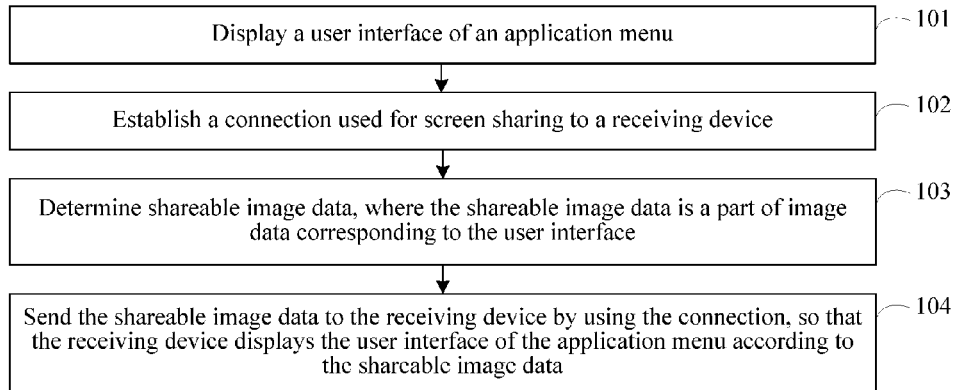 Display a user interface of an application menu
101
Establish a connection used for screen sharing to a receiving device
102
Determine shareable image data, where the shareable image data is a part of image
data corresponding to the user interface
103
Send the shareable image data to the receiving device by using the connection, so that
the receiving device displays the user interface of the application menu according to
the shareable image data
104